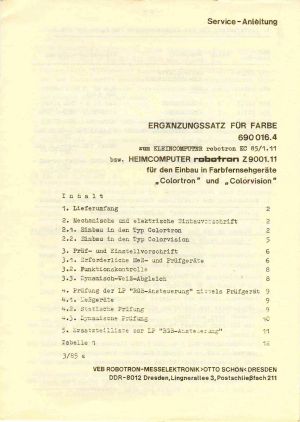 Service-Anleitung
ERGÄNZUNGSSATZ FÜR FARBE
690 016.4
zum KLEINCOMPUTER robotron EC 85/1.11
bzw. HEIMCOMPUTER robotron Z 9001.11
für den Einbau in Farbfernsehgeräte
„Colortron" und „Colorvision"
Inhalt
1. Lieferumfang 2
2. Mechanische und elektrische Einbauvorschrift 2
2.1. Einbau in den Typ Colortron 2
2.2. Einbau in den Typ Colorvision 5
3. Prüf- und Einstellvorschrift 6
3.1. Erforderliche Meß- und Prüfgeräte 6
3.2. Funktionskontrolle 8
3.3. Dynamisch-Weiß-Abgleich 8
4. Prüfung der LP "RGB-Ansteuerung" mittels Prüfgerät 9
4.1. Meßgeräte 9
4.2. Statische Prüfung 9
4.3. Dynamische Prüfung 10
5. Ersatzteilliste zur LP "RGB-Ansteuerung" 11
Tabelle 1 12
3/85
VEB ROBOTRON-MESSELEKTRONIK >OTTO SCHÖN< DRESDEN
DDR-8012 Dresden, Lingnerallee 3, Postschließfach 211